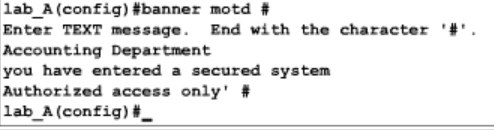 lab_A(config)#banner motd #
Enter TEXT message.  End with the character '#'.
Accounting Department
you have entered a secured system
Authorized access only' #
lab_A(config)#_